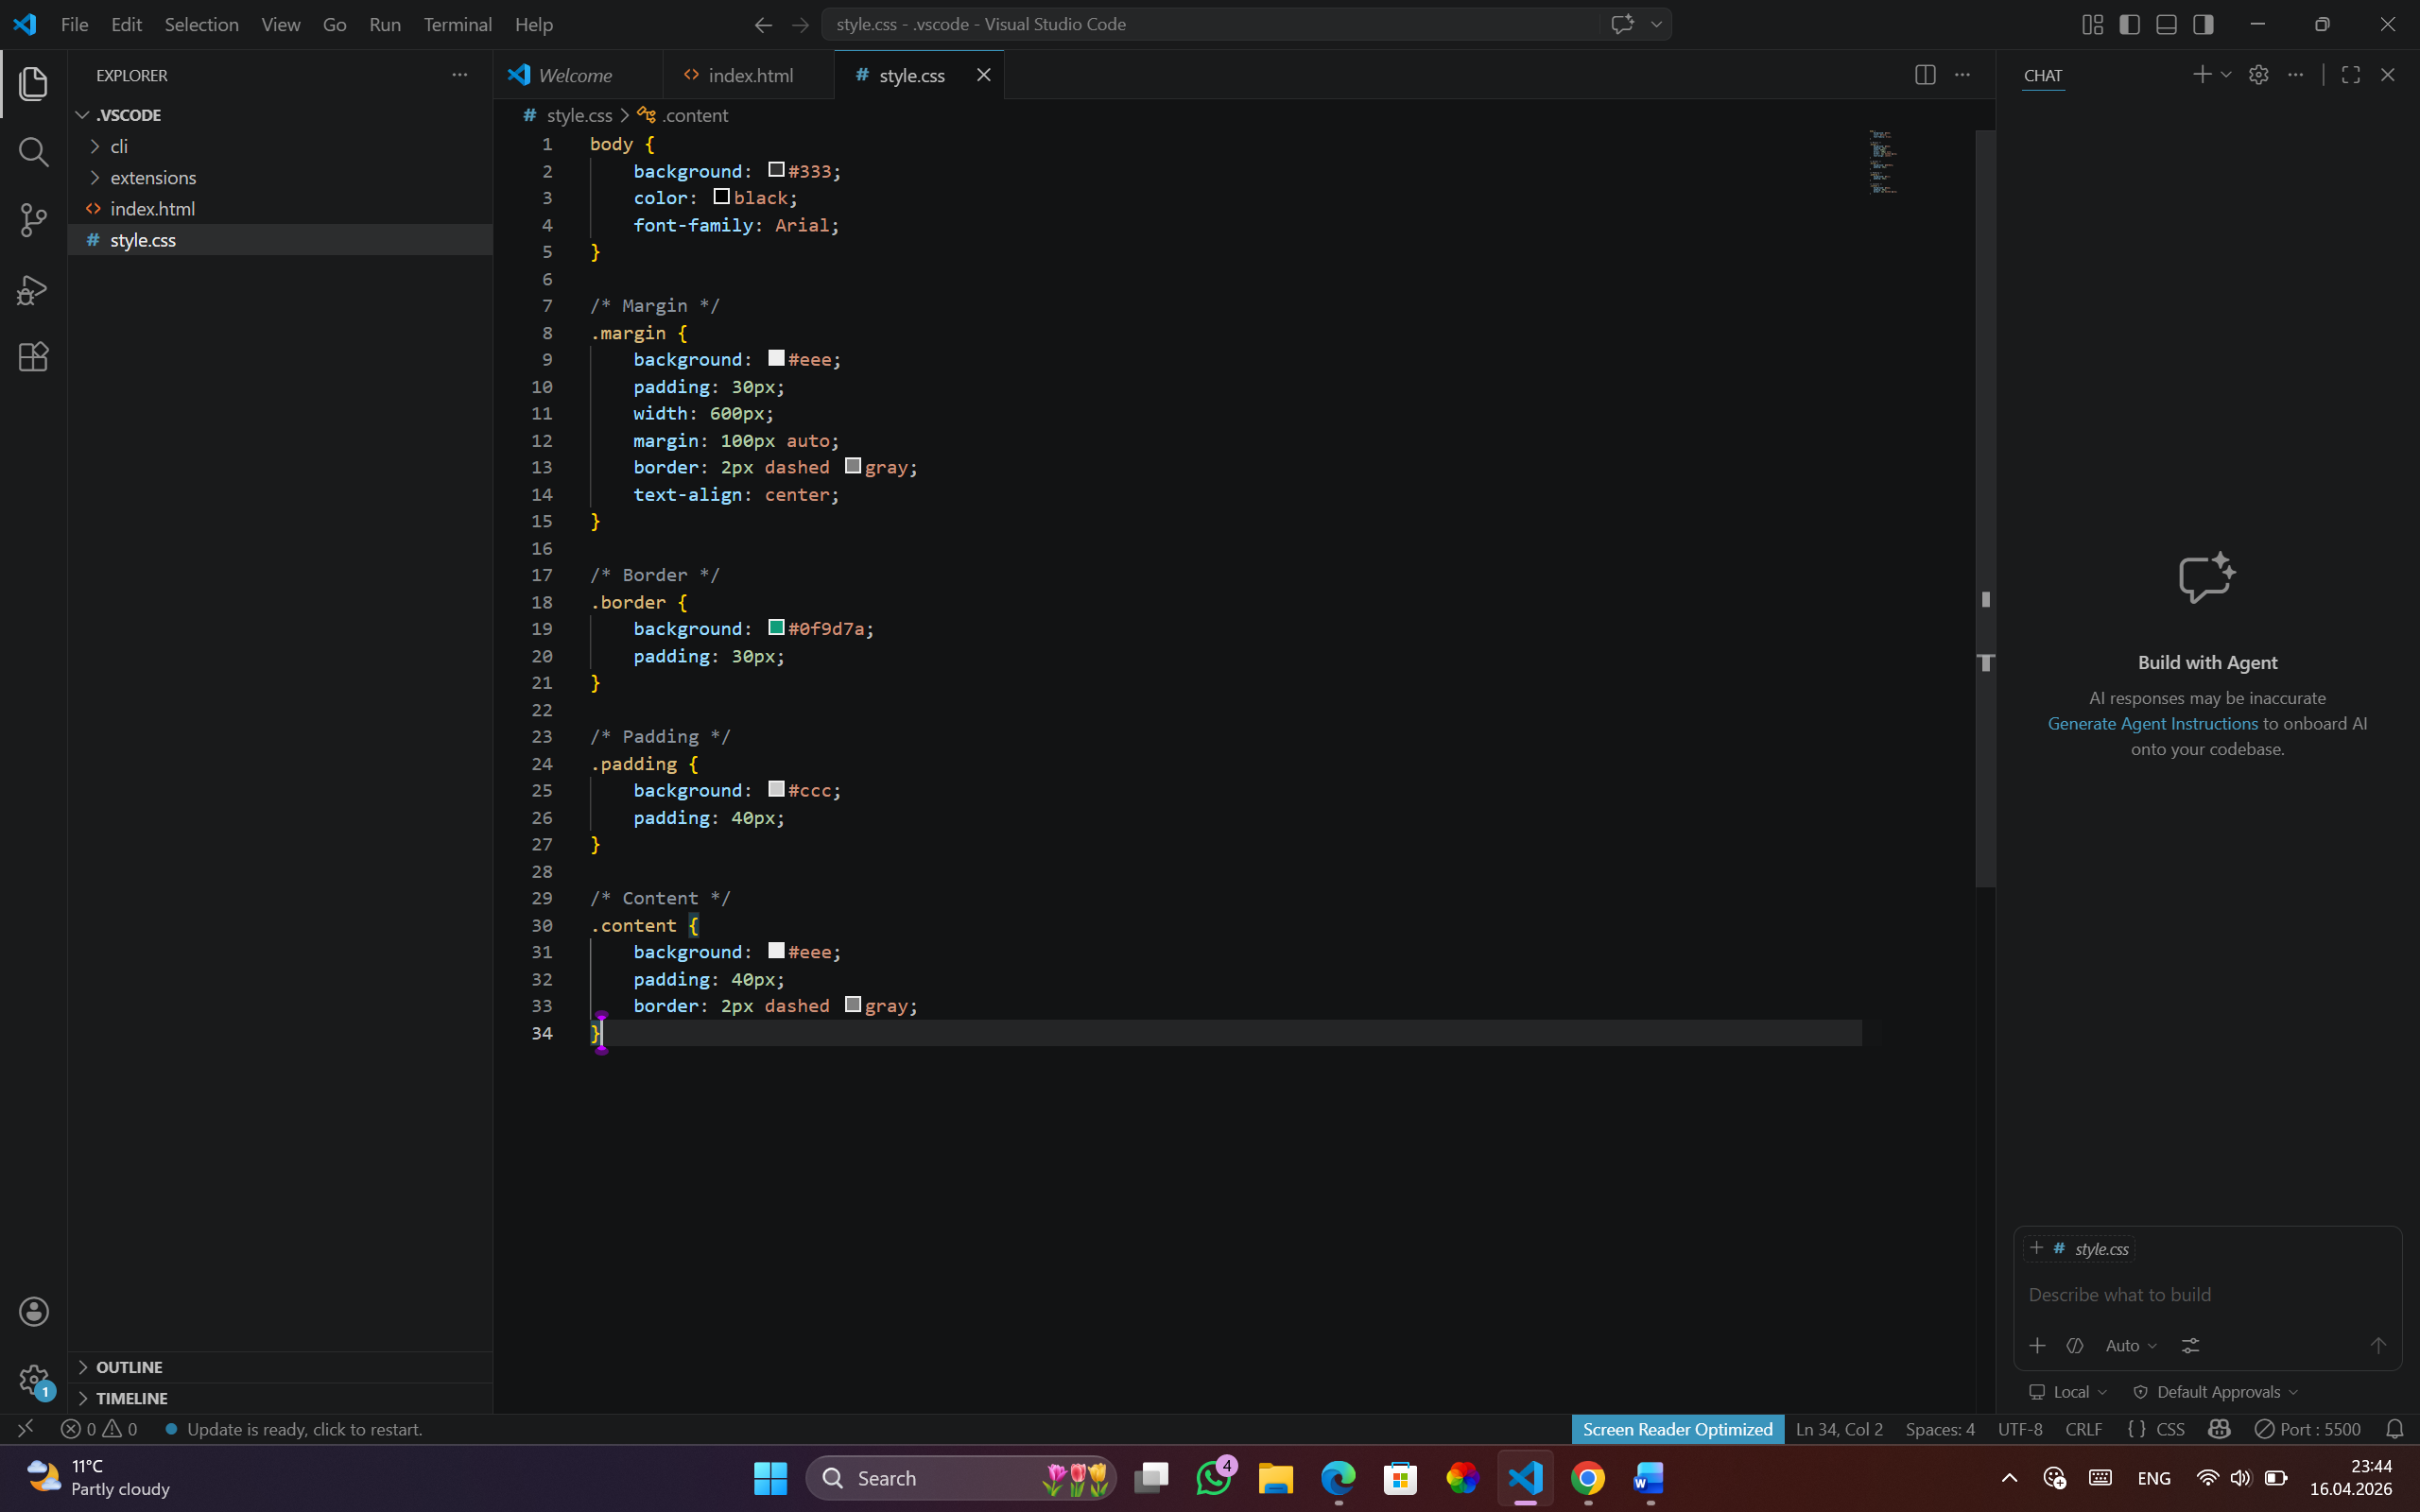 File Edit Selection View Go Run Terminal Help
style.css - .vscode - Visual Studio Code
EXPLORER
.VSCODE
cli
extensions
index.html
# style.css
OUTLINE
TIMELINE
Welcome
index.html
# style.css
# style.css > .content
1 body {
2 background: #333;
3 color: black;
4 font-family: Arial;
5 }
6
7 /* Margin */
8 .margin {
9 background: #eee;
10 padding: 30px;
11 width: 600px;
12 margin: 100px auto;
13 border: 2px dashed gray;
14 text-align: center;
15 }
16
17 /* Border */
18 .border {
19 background: #0f9d7a;
20 padding: 30px;
21 }
22
23 /* Padding */
24 .padding {
25 background: #ccc;
26 padding: 40px;
27 }
28
29 /* Content */
30 .content {
31 background: #eee;
32 padding: 40px;
33 border: 2px dashed gray;
34 }
CHAT
Build with Agent
AI responses may be inaccurate
Generate Agent Instructions to onboard AI
onto your codebase.
# style.css
Describe what to build
Auto
Local Default Approvals
1
0 0 Update is ready, click to restart.
Screen Reader Optimized Ln 34, Col 2 Spaces: 4 UTF-8 CRLF {} CSS Port : 5500
11°C
Partly cloudy
Search
4
W
ENG
23:44
16.04.2026